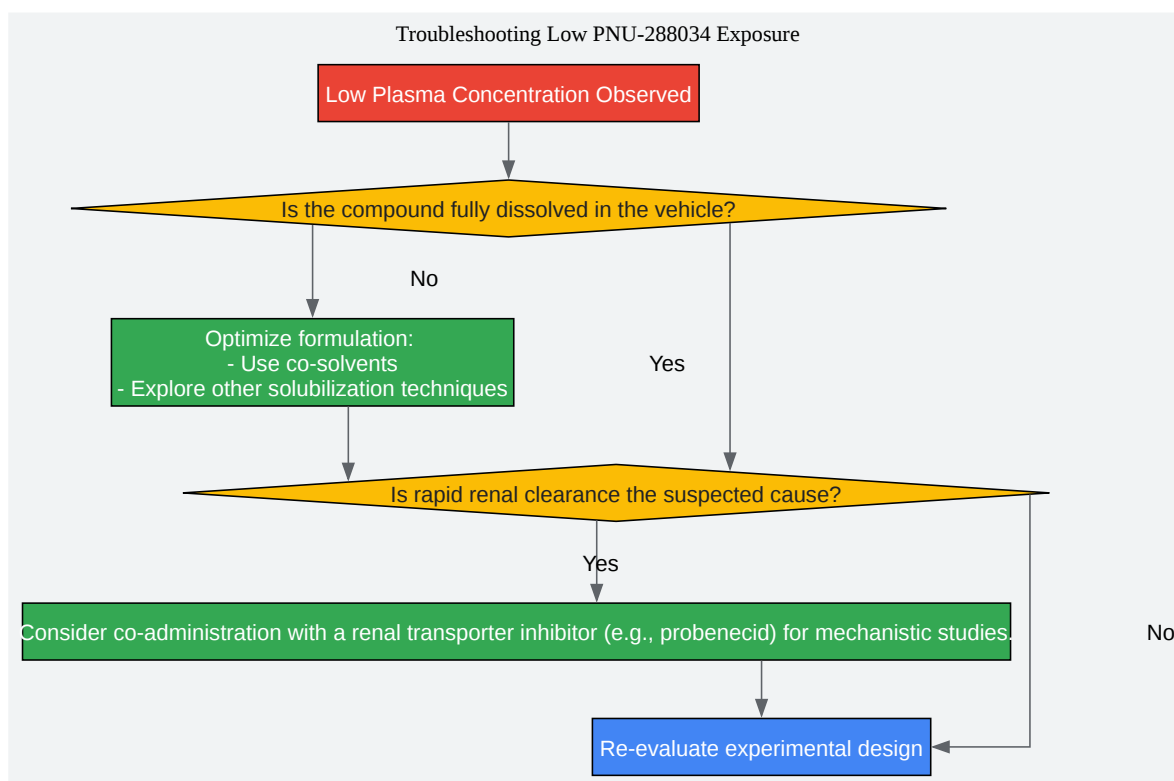 Troubleshooting Low PNU-288034 Exposure
Low Plasma Concentration Observed
Is the compound fully dissolved in the vehicle?
No
Optimize formulation:
- Use co-solvents
- Explore other solubilization techniques
Yes
Is rapid renal clearance the suspected cause?
Yes
Consider co-administration with a renal transporter inhibitor (e.g., probenecid) for mechanistic studies.
No
Re-evaluate experimental design